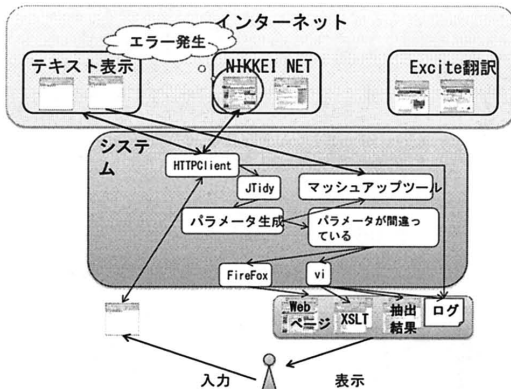 インターネット
エラー発生
テキスト表示
NIKKEI NET
Excite翻訳
システ
ム
HTTPClient
JTidy
マッシュアップツール
パラメータ生成
パラメータが間違っ
ている
FireFox
vi
Web
ページ
XSLT
抽出
結果
ログ
入力
表示